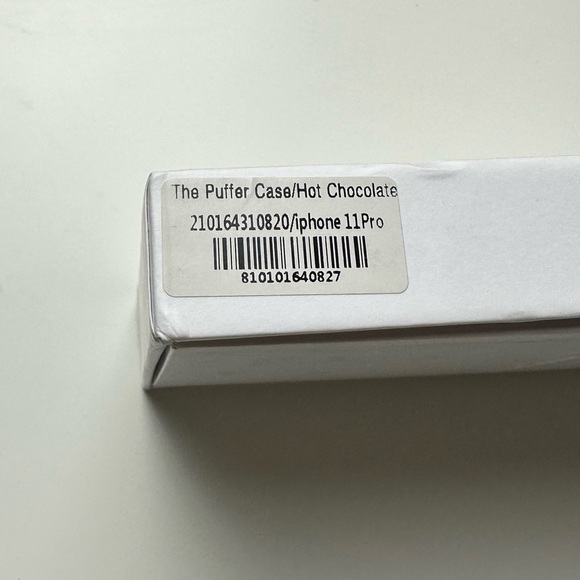 The Puffer Case/Hot Chocolate
210164310820/iphone 11Pro
810101640827